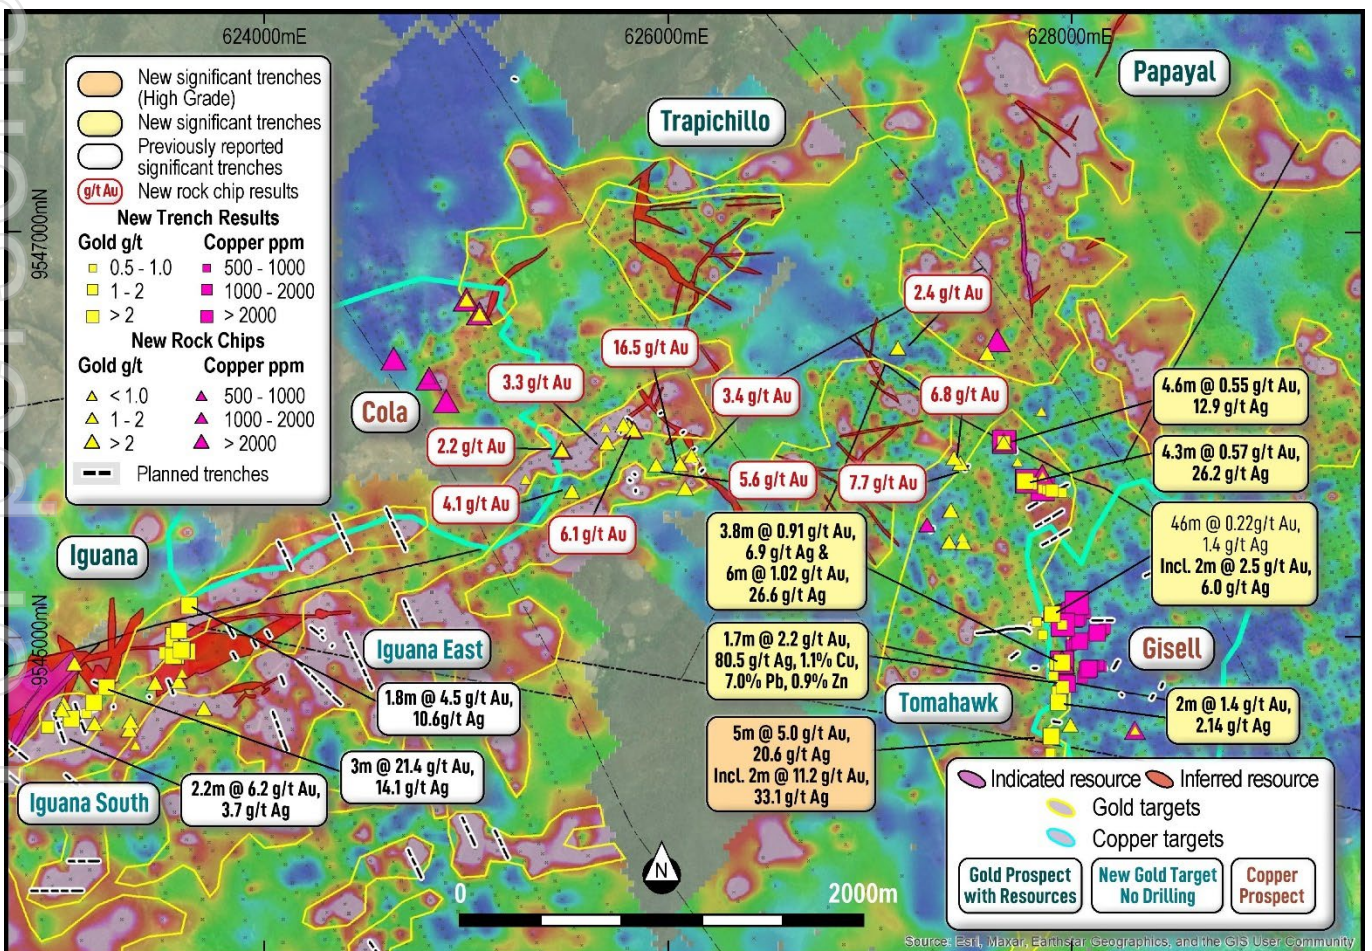 624000mE
626000mE
628000mE
9547000mN
9546000mN
New significant trenches
(High Grade)
New significant trenches
Previously reported
significant trenches
g/t Au
New rock chip results
New Trench Results
Gold g/t
Copper ppm
0.5 - 1.0
500 - 1000
1 - 2
1000 - 2000
> 2
> 2000
New Rock Chips
Gold g/t
Copper ppm
< 1.0
500 - 1000
1 - 2
1000 - 2000
> 2
> 2000
Planned trenches
Papayal
Trapichillo
Cola
Iguana
Iguana East
Iguana South
Tomahawk
Gisell
2.4 g/t Au
16.5 g/t Au
3.3 g/t Au
3.4 g/t Au
6.8 g/t Au
2.2 g/t Au
4.1 g/t Au
6.1 g/t Au
5.6 g/t Au
7.7 g/t Au
4.6m @ 0.55 g/t Au,
12.9 g/t Ag
4.3m @ 0.57 g/t Au,
26.2 g/t Ag
46m @ 0.22g/t Au,
1.4 g/t Ag
Incl. 2m @ 2.5 g/t Au,
6.0 g/t Ag
3.8m @ 0.91 g/t Au,
6.9 g/t Ag &
6m @ 1.02 g/t Au,
26.6 g/t Ag
1.7m @ 2.2 g/t Au,
80.5 g/t Ag, 1.1% Cu,
7.0% Pb, 0.9% Zn
2m @ 1.4 g/t Au,
2.14 g/t Ag
5m @ 5.0 g/t Au,
20.6 g/t Ag
Incl. 2m @ 11.2 g/t Au,
33.1 g/t Ag
1.8m @ 4.5 g/t Au,
10.6g/t Ag
3m @ 21.4 g/t Au,
14.1 g/t Ag
2.2m @ 6.2 g/t Au,
3.7 g/t Ag
Indicated resource
Inferred resource
Gold targets
Copper targets
Gold Prospect
with Resources
New Gold Target
No Drilling
Copper
Prospect
N
0
2000m
Source: Esri, Maxar, Earthstar Geographics, and the GIS User Community